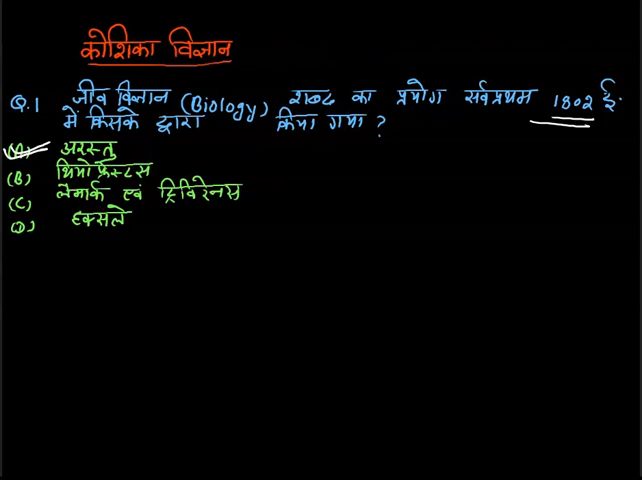 कोशिका विज्ञान
Q.1 जीव विज्ञान (Biology) शब्द का प्रयोग सर्वप्रथम 1802 ई.
में किसके द्वारा किया गया ?
(A) अरस्तु
(B) थियोफ्रेस्टस
(C) लैमार्क एवं ट्रिविरेनस
(D) हक्सले